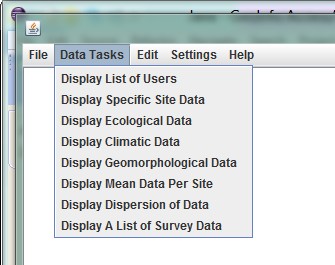 File Data Tasks Edit Settings Help
Display List of Users
Display Specific Site Data
Display Ecological Data
Display Climatic Data
Display Geomorphological Data
Display Mean Data Per Site
Display Dispersion of Data
Display A List of Survey Data